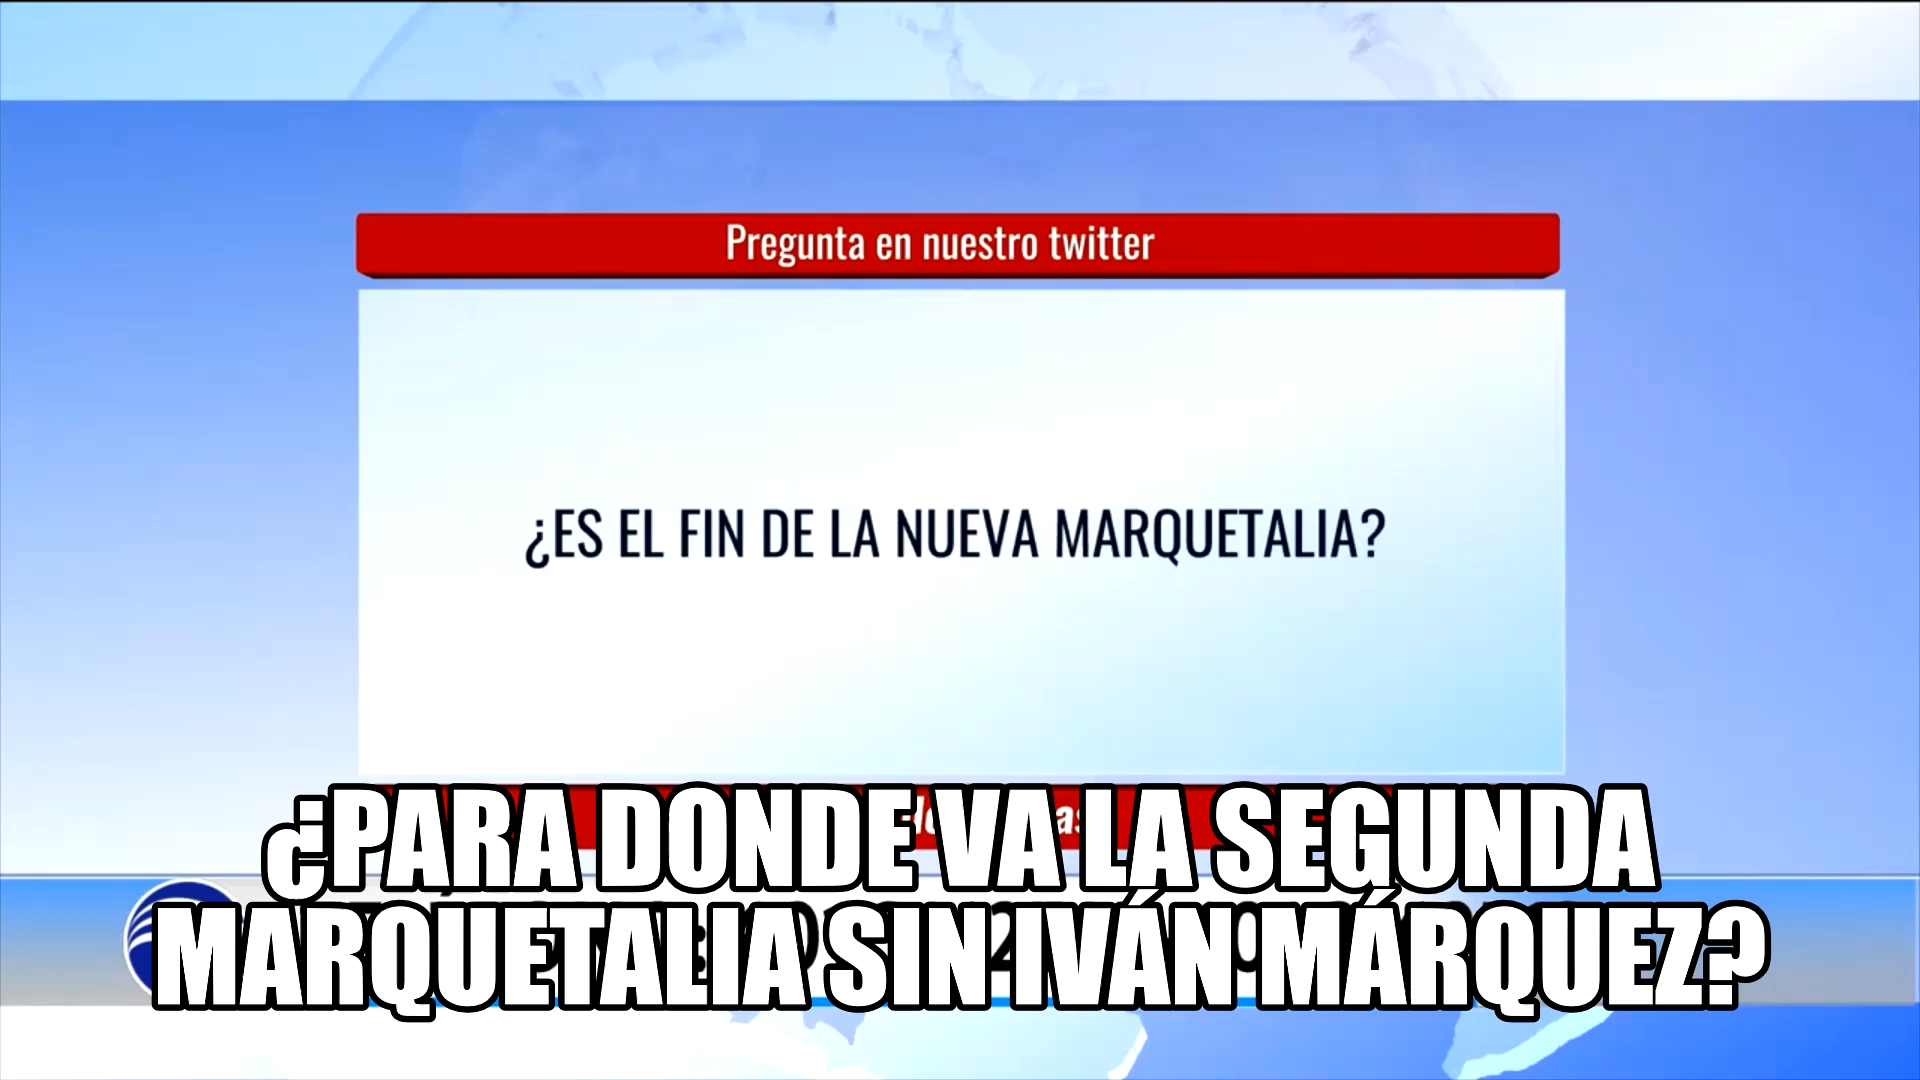 Pregunta en nuestro twitter
¿ES EL FIN DE LA NUEVA MARQUETALIA?
¿PARA DONDE VA LA SEGUNDA
MARQUETALIA SIN IVÁN MÁRQUEZ?